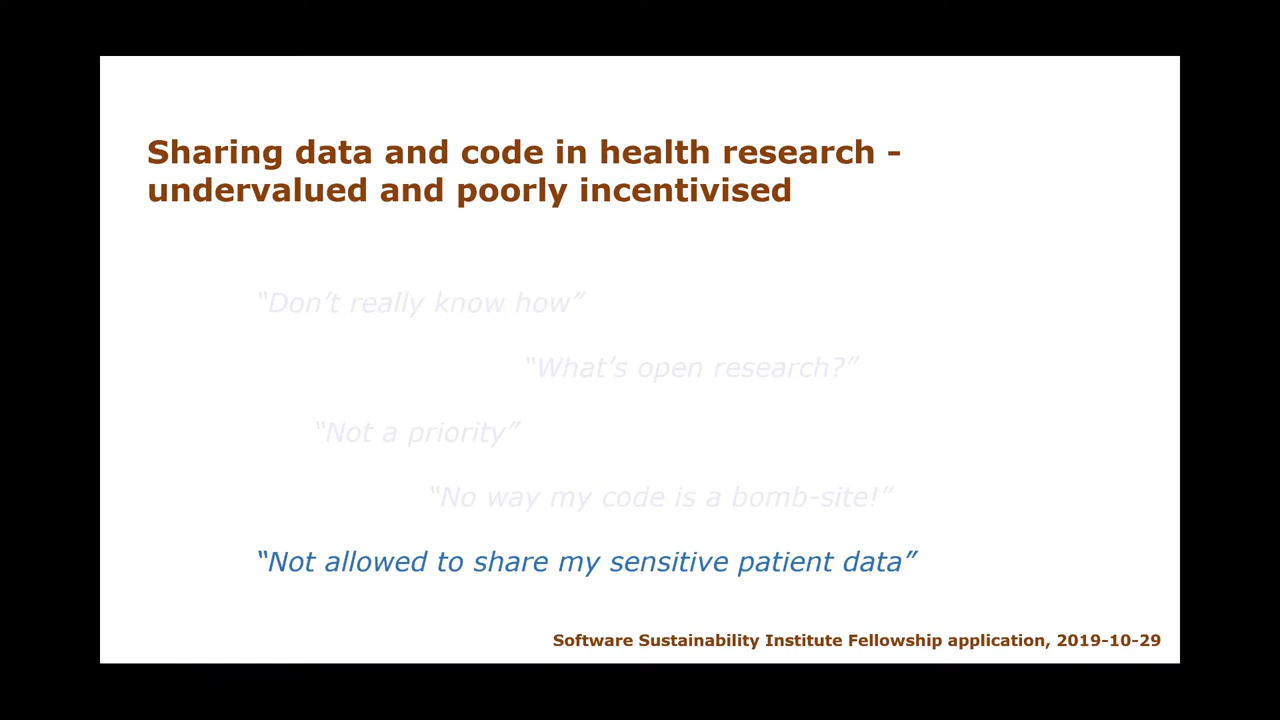 Sharing data and code in health research -
undervalued and poorly incentivised
“Don’t really know how”
“What’s open research?”
“Not a priority”
“No way my code is a bomb-site!”
“Not allowed to share my sensitive patient data”
Software Sustainability Institute Fellowship application, 2019-10-29